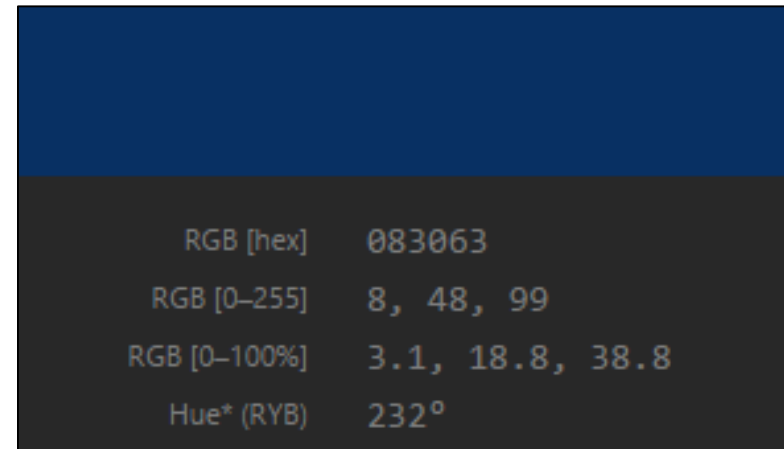 RGB [hex] 083063
RGB [0–255] 8, 48, 99
RGB [0–100%] 3.1, 18.8, 38.8
Hue* (RYB) 232º